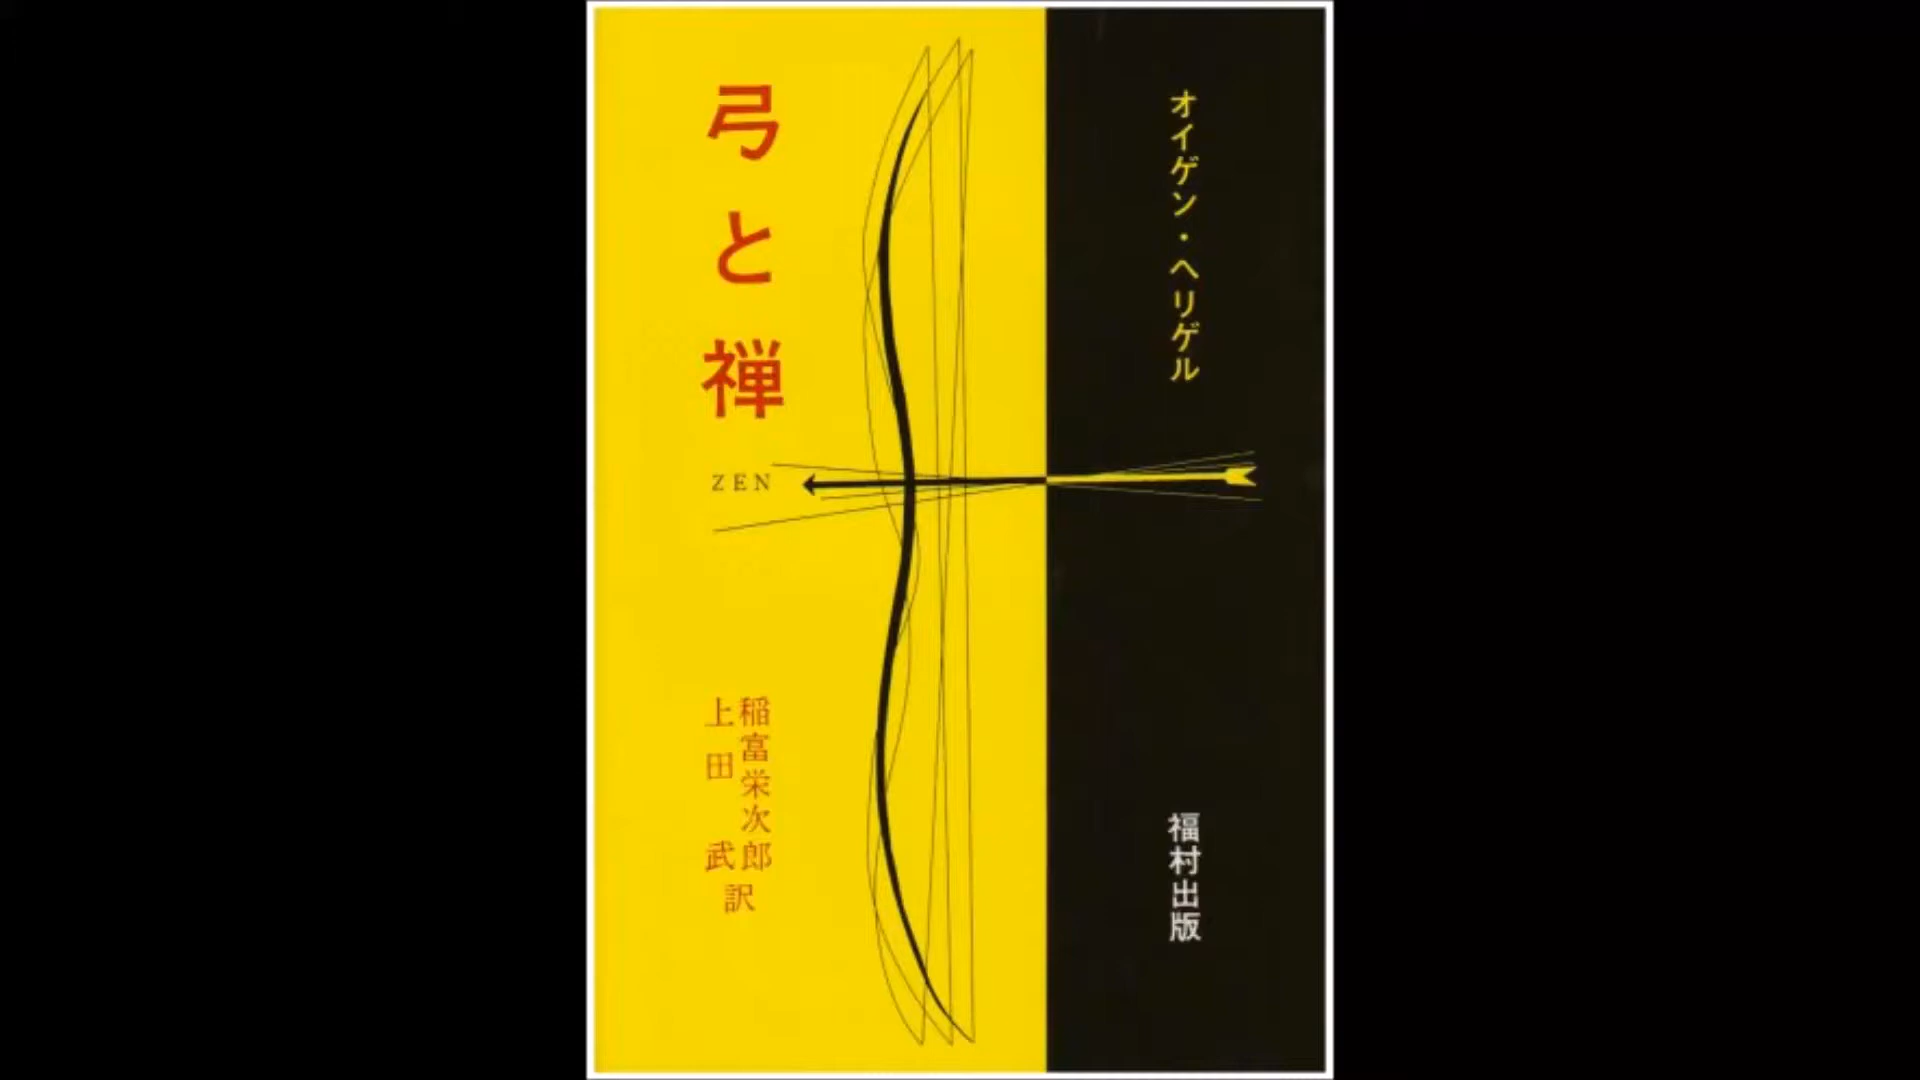 オイゲン・ヘリゲル
福村出版
弓と禅
ZEN
稲富栄次郎
上田武
訳